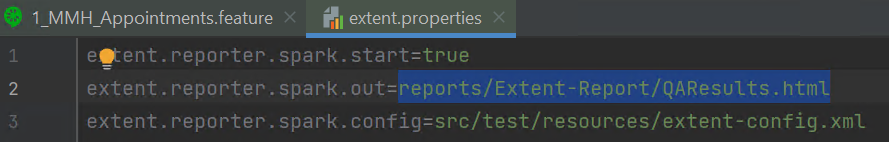 1_MMH_Appointments.feature extent.properties
1 extent.reporter.spark.start=true
2 extent.reporter.spark.out=reports/Extent-Report/QAResults.html
3 extent.reporter.spark.config=src/test/resources/extent-config.xml